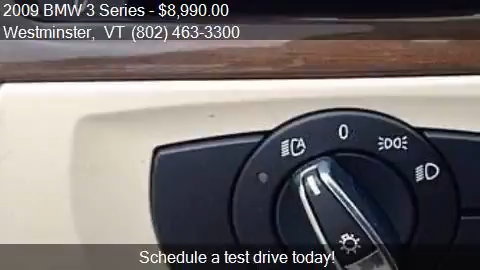 2009 BMW 3 Series - $8,990.00
Westminster,  VT (802) 463-3300
A 0
Schedule a test drive today!